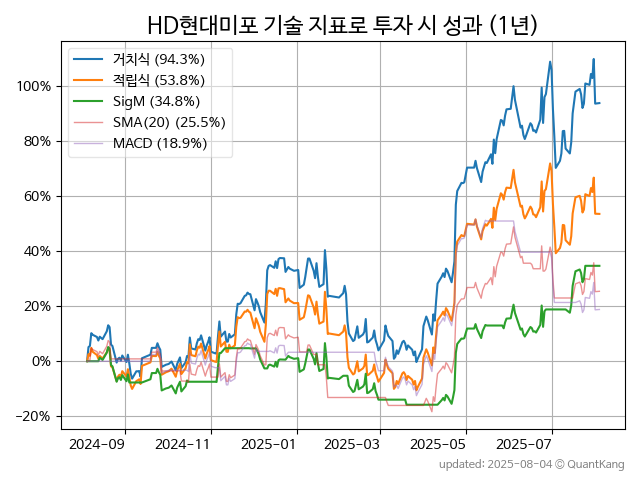 HD현대미포 기술 지표로 투자 시 성과 (1년)
거치식 (94.3%)
적립식 (53.8%)
SigM (34.8%)
SMA(20) (25.5%)
MACD (18.9%)
100%
80%
60%
40%
20%
0%
−20%
2024-09
2024-11
2025-01
2025-03
2025-05
2025-07
updated: 2025-08-04 © QuantKang